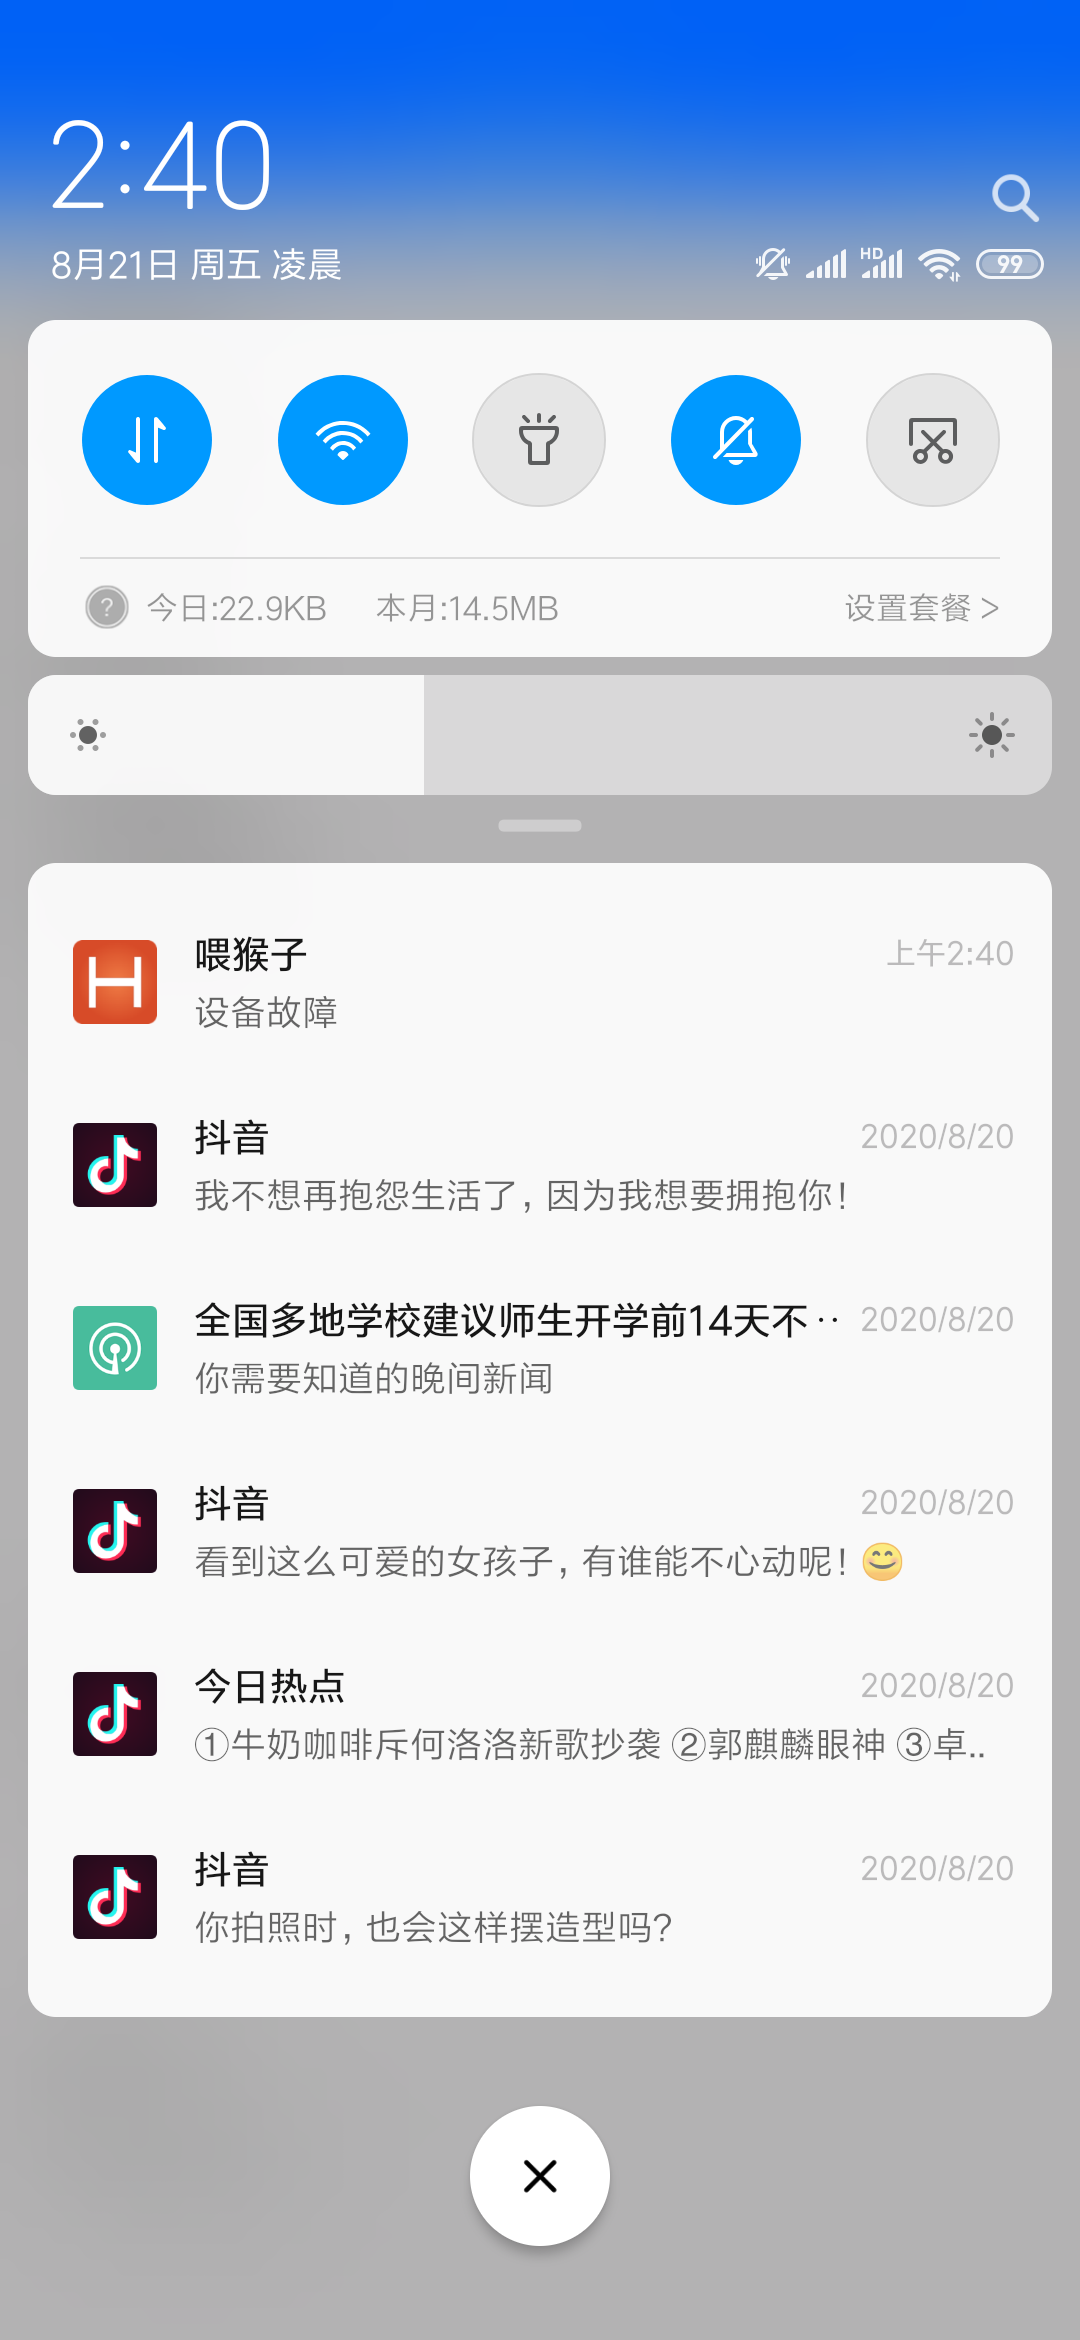 2:40
8月21日 周五 凌晨
HD
99
? 今日:22.9KB 本月:14.5MB 设置套餐 >
喂猴子 上午2:40
设备故障
抖音 2020/8/20
我不想再抱怨生活了,因为我想要拥抱你!
全国多地学校建议师生开学前14天不·· 2020/8/20
你需要知道的晚间新闻
抖音 2020/8/20
看到这么可爱的女孩子,有谁能不心动呢!😄
今日热点 2020/8/20
①牛奶咖啡斥何洛洛新歌抄袭 ②郭麒麟眼神 ③卓..
抖音 2020/8/20
你拍照时,也会这样摆造型吗?